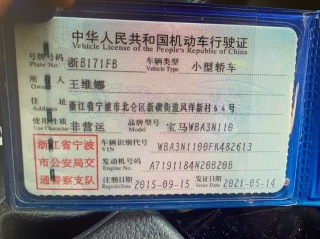 中华人民共和国机动车行驶证
Vehicle License of the People's Republic of China
号牌号码 Plate No. 浙B171FB 车辆类型 Vehicle Type 小型轿车
所有人 Owner 王维娜
住址 Address 浙江省宁波市北仑区新碶街道凤洋新村64号
使用性质 Use Character 非营运 品牌型号 Model 宝马WBA3N110
车辆识别代号 VIN WBA3N1100FK482613
浙江省宁波
发动机号码 Engine No. A7191184N20B20B
市公安局交
注册日期 Register Date 2015-09-15 发证日期 Issue Date 2021-05-14
通警察支队